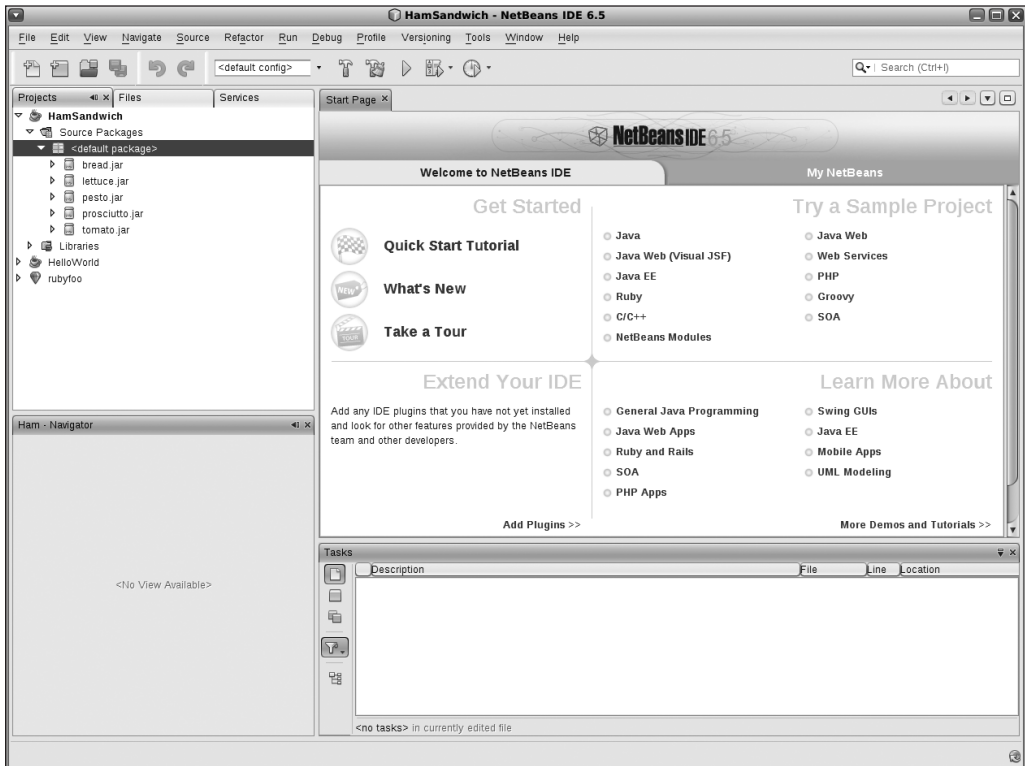 HamSandwich - NetBeans IDE 6.5
File Edit View Navigate Source Refactor Run Debug Profile Versioning Tools Window Help
<default config>
Search (Ctrl+I)
Projects Files Services
HamSandwich
Source Packages
<default package>
bread.jar
lettuce.jar
pesto.jar
prosciutto.jar
tomato.jar
Libraries
HelloWorld
rubyfoo
Ham - Navigator
<No View Available>
Start Page
NetBeans IDE 6.5
Welcome to NetBeans IDE
My NetBeans
Get Started
Quick Start Tutorial
NEW
What's New
TOUR
Take a Tour
Try a Sample Project
Java
Java Web (Visual JSF)
Java EE
Ruby
C/C++
NetBeans Modules
Java Web
Web Services
PHP
Groovy
SOA
Extend Your IDE
Add any IDE plugins that you have not yet installed
and look for other features provided by the NetBeans
team and other developers.
Add Plugins >>
Learn More About
General Java Programming
Java Web Apps
Ruby and Rails
SOA
PHP Apps
Swing GUIs
Java EE
Mobile Apps
UML Modeling
More Demos and Tutorials >>
Tasks
Description File Line Location
<no tasks> in currently edited file